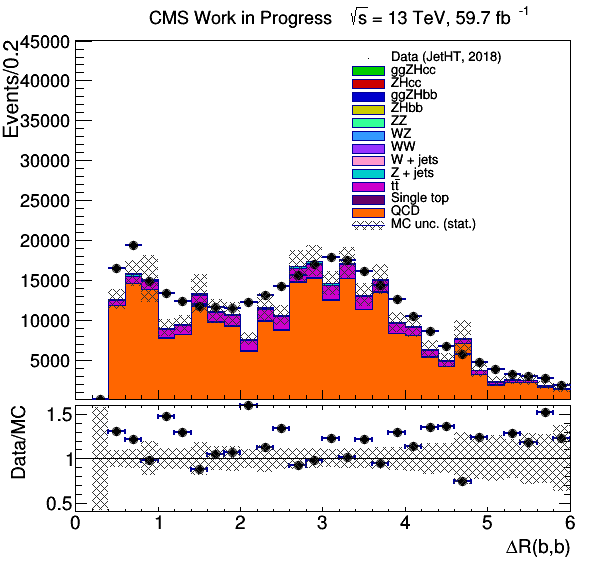 CMS Work in Progress √s = 13 TeV, 59.7 fb⁻¹
Events/0.2
45000
40000
35000
30000
25000
20000
15000
10000
5000
Data (JetHT, 2018)
ggZHcc
ZHcc
ggZHbb
ZHbb
ZZ
WZ
WW
W + jets
Z + jets
tt̄
Single top
QCD
MC unc. (stat.)
Data/MC
1.5
1
0.5
0 1 2 3 4 5 6
ΔR(b,b)